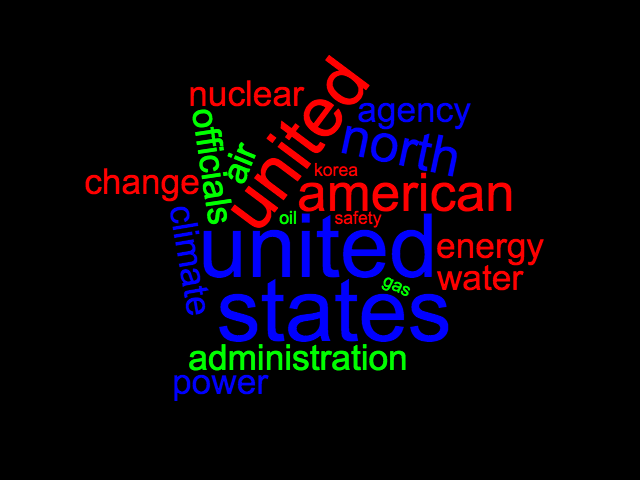 nuclear
united
agency
north
officials
air
korea
change
american
climate
oil
safety
united
energy
water
gas
states
administration
power